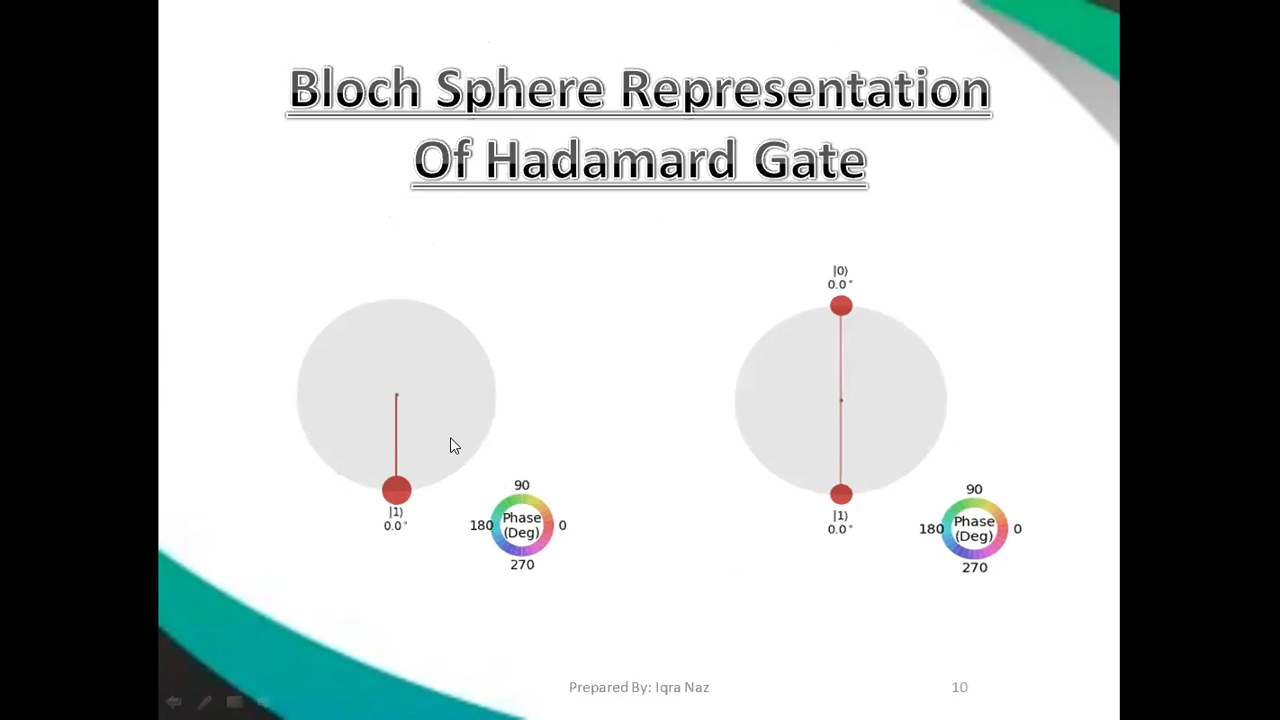 Bloch Sphere Representation
Of Hadamard Gate
|0⟩
0.0°
|1⟩
0.0°
90
180
Phase
(Deg)
0
270
|1⟩
0.0°
90
180
Phase
(Deg)
0
270
Prepared By: Iqra Naz
10